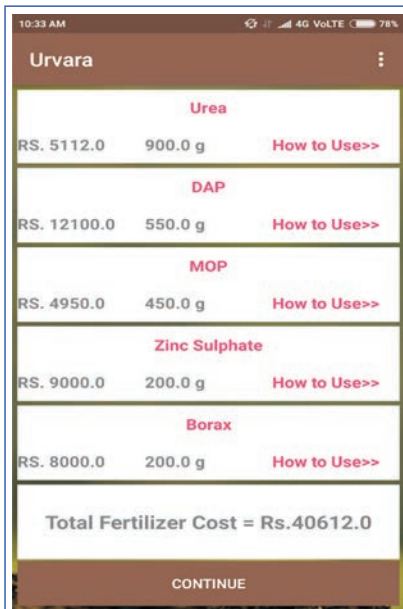 10:33 AM 4G VoLTE 78%
Urvara
Urea
RS. 5112.0 900.0 g How to Use>>
DAP
RS. 12100.0 550.0 g How to Use>>
MOP
RS. 4950.0 450.0 g How to Use>>
Zinc Sulphate
RS. 9000.0 200.0 g How to Use>>
Borax
RS. 8000.0 200.0 g How to Use>>
Total Fertilizer Cost = Rs.40612.0
CONTINUE